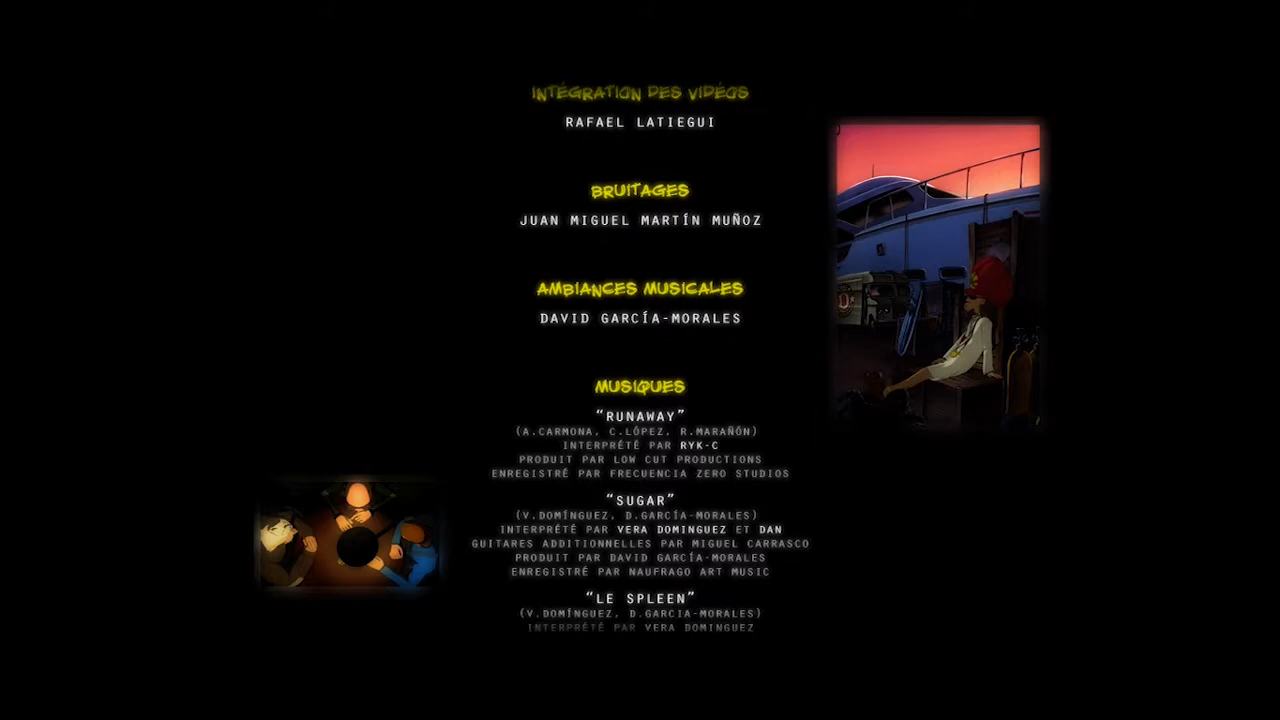 INTÉGRATION DES VIDÉOS
RAFAEL LATIEGUI
BRUITAGES
JUAN MIGUEL MARTÍN MUÑOZ
AMBIANCES MUSICALES
DAVID GARCÍA-MORALES
MUSIQUES
“RUNAWAY”
(A.CARMONA, C.LÓPEZ, R.MARAÑÓN)
INTERPRÉTÉ PAR RYK-C
PRODUIT PAR LOW CUT PRODUCTIONS
ENREGISTRÉ PAR FRECUENCIA ZERO STUDIOS
“SUGAR”
(V.DOMÍNGUEZ, D.GARCÍA-MORALES)
INTERPRÉTÉ PAR VERA DOMINGUEZ ET DAN
GUITARES ADDITIONNELLES PAR MIGUEL CARRASCO
PRODUIT PAR DAVID GARCÍA-MORALES
ENREGISTRÉ PAR NAUFRAGO ART MUSIC
“LE SPLEEN”
(V.DOMÍNGUEZ, D.GARCIA-MORALES)
INTERPRÉTÉ PAR VERA DOMINGUEZ